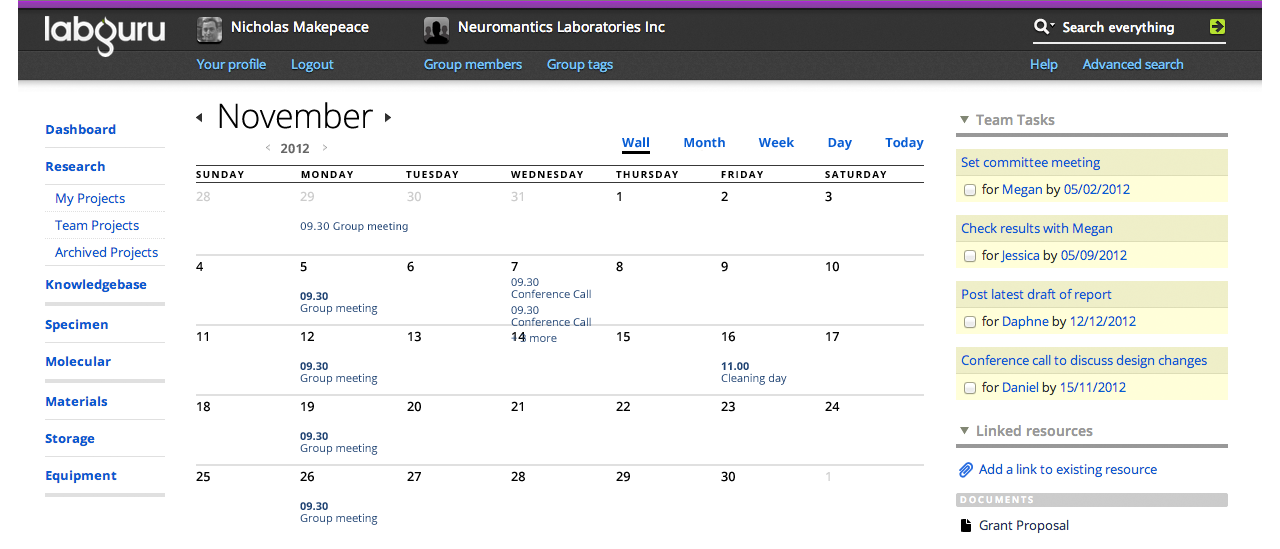 labguru
Nicholas Makepeace
Neuromantics Laboratories Inc
Search everything
Your profile
Logout
Group members
Group tags
Help
Advanced search
Dashboard
Research
My Projects
Team Projects
Archived Projects
Knowledgebase
Specimen
Molecular
Materials
Storage
Equipment
November
2012
Wall Month Week Day Today
SUNDAY MONDAY TUESDAY WEDNESDAY THURSDAY FRIDAY SATURDAY
28 29 30 31 1 2 3
09.30 Group meeting
4 5 6 7 8 9 10
09.30
Group meeting
09.30
Conference Call
09.30
Conference Call
11 12 13 14 15 16 17
more
09.30
Group meeting
11.00
Cleaning day
18 19 20 21 22 23 24
09.30
Group meeting
25 26 27 28 29 30 1
09.30
Group meeting
Team Tasks
Set committee meeting
for Megan by 05/02/2012
Check results with Megan
for Jessica by 05/09/2012
Post latest draft of report
for Daphne by 12/12/2012
Conference call to discuss design changes
for Daniel by 15/11/2012
Linked resources
Add a link to existing resource
DOCUMENTS
Grant Proposal